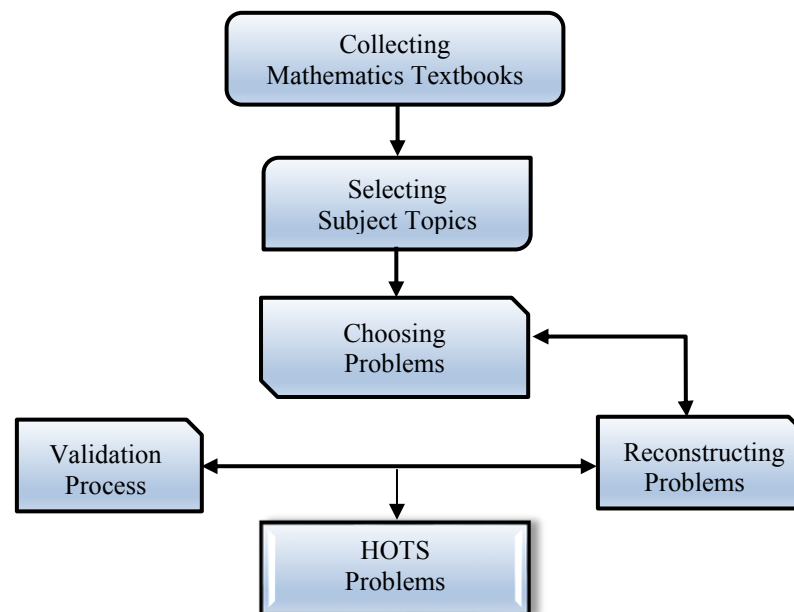 Collecting
Mathematics Textbooks
Selecting
Subject Topics
Choosing
Problems
Validation
Process
Reconstructing
Problems
HOTS
Problems